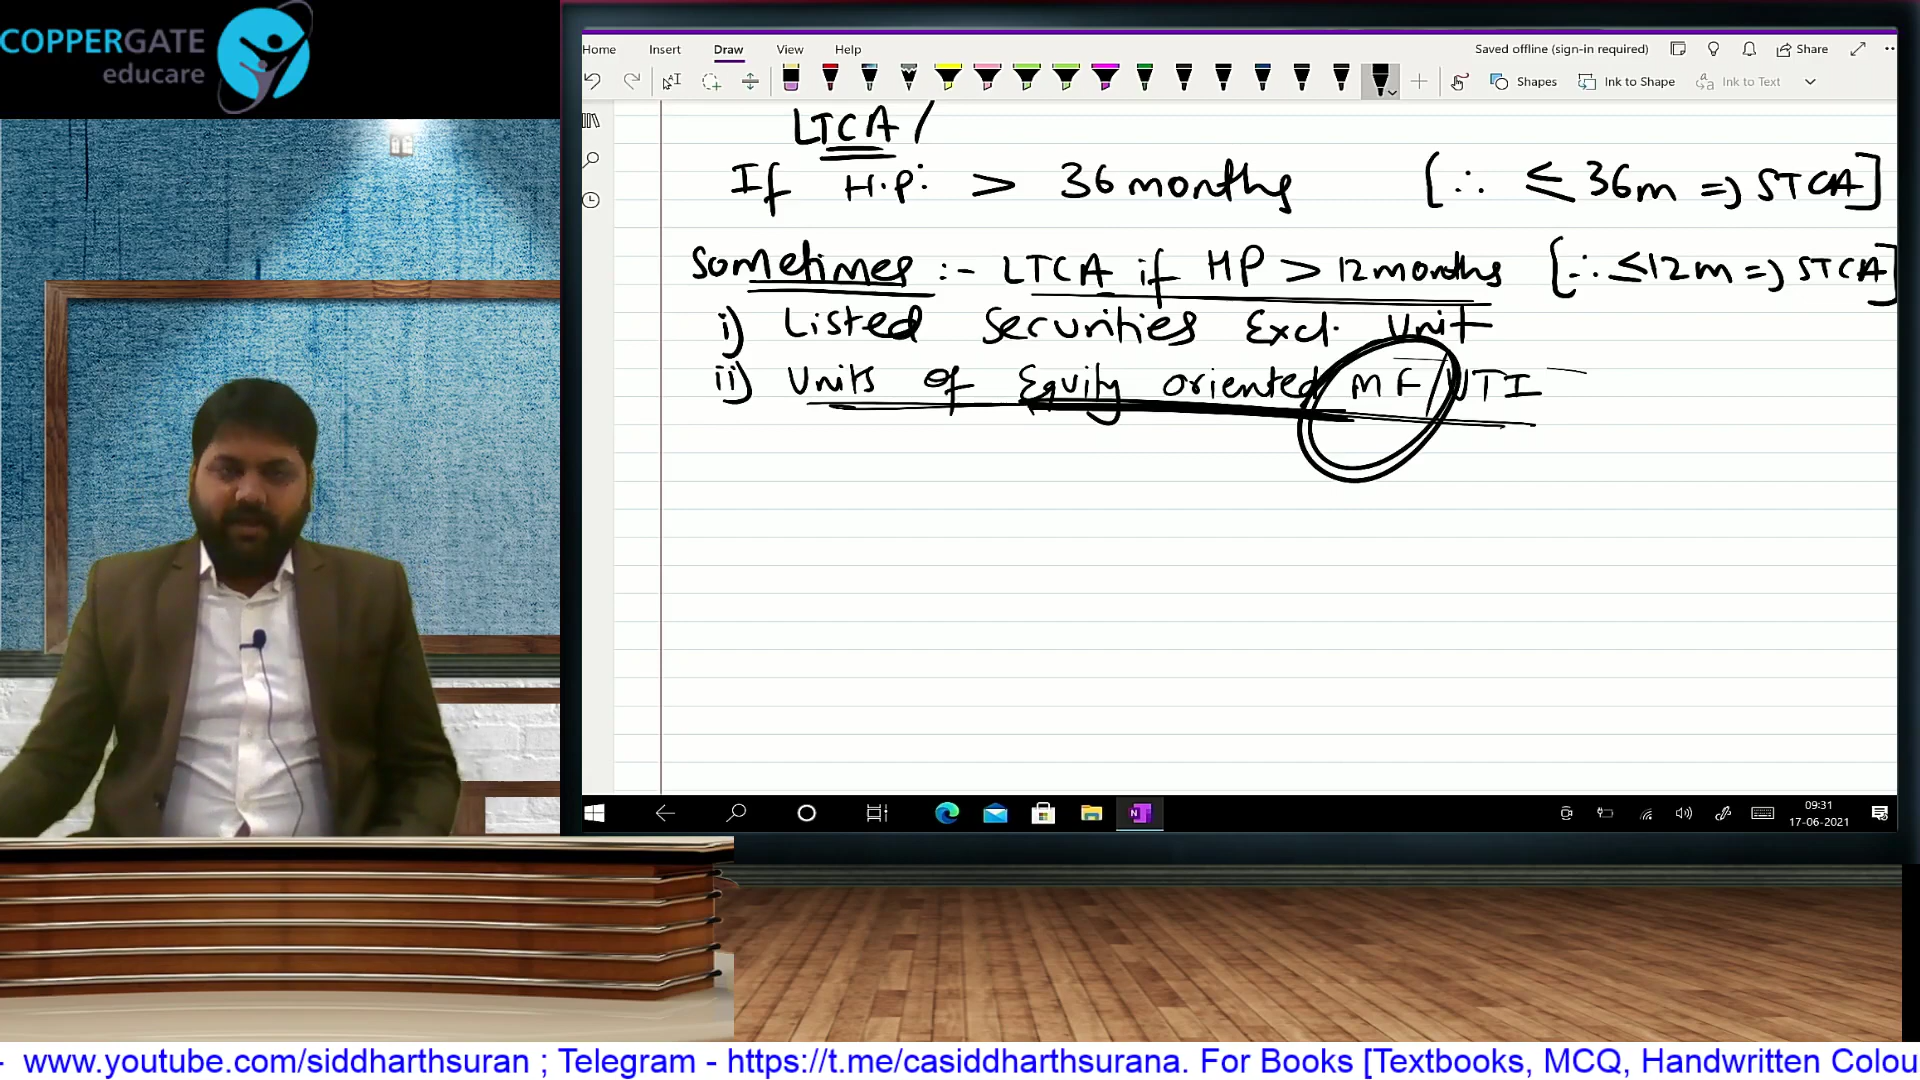 COPPERGATE
educare
Home Insert Draw View Help Saved offline (sign-in required) Share
Shapes Ink to Shape Ink to Text
LTCA /
If H.P. > 36 months [∴ ≤ 36m => STCA]
Sometimes :- LTCA if HP > 12 months [∴ ≤ 12m => STCA]
i) Listed Securities Excl. Unit
ii) Units of Equity oriented MF/UTI
09:31
17-06-2021
- www.youtube.com/siddharthsuran ; Telegram - https://t.me/casiddharthsurana. For Books [Textbooks, MCQ, Handwritten Colou